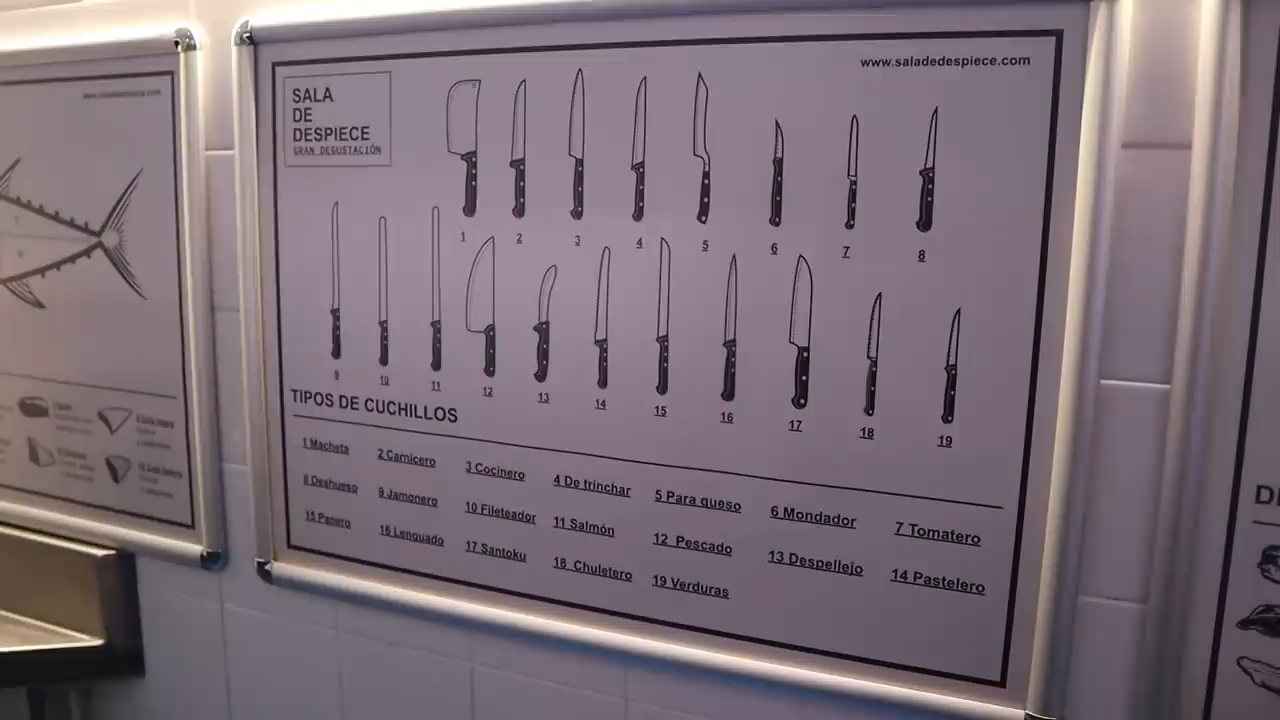 www.saladedespiece.com
SALA
DE
DESPIECE
GRAN DEGUSTACIÓN
www.saladedespiece.com
1 2 3 4 5 6 7 8
9 10 11 12 13 14 15 16 17 18 19
TIPOS DE CUCHILLOS
1 Macheta 2 Carnicero 3 Cocinero 4 De trinchar 5 Para queso 6 Mondador 7 Tomatero
8 Deshueso 9 Jamonero 10 Fileteador 11 Salmón 12 Pescado 13 Despellejo 14 Pastelero
15 Panero 16 Lenguado 17 Santoku 18 Chuletero 19 Verduras